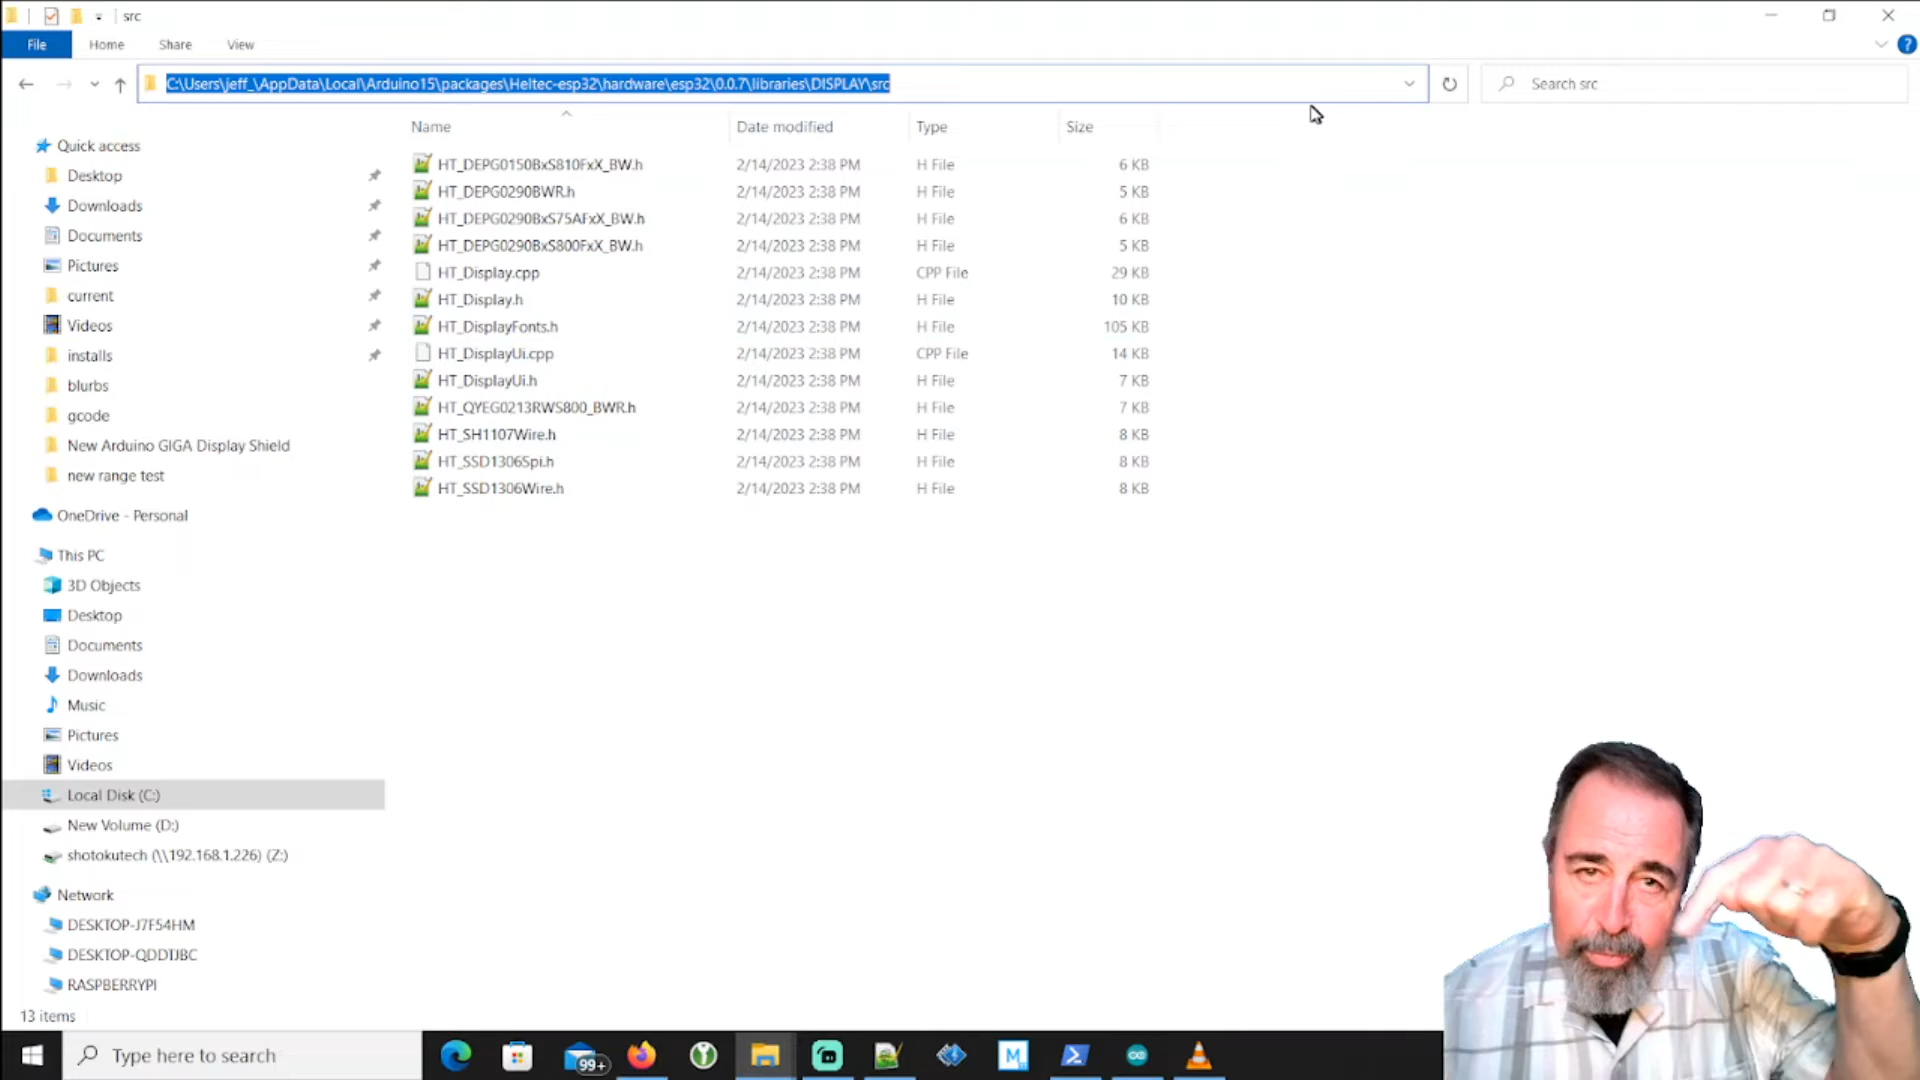 src
File Home Share View
C:\Users\jeff_\AppData\Local\Arduino15\packages\Heltec-esp32\hardware\esp32\0.0.7\libraries\DISPLAY\src
Search src
Name Date modified Type Size
HT_DEPG0150BxS810FxX_BW.h 2/14/2023 2:38 PM H File 6 KB
HT_DEPG0290BWR.h 2/14/2023 2:38 PM H File 5 KB
HT_DEPG0290BxS75AFxX_BW.h 2/14/2023 2:38 PM H File 6 KB
HT_DEPG0290BxS800FxX_BW.h 2/14/2023 2:38 PM H File 5 KB
HT_Display.cpp 2/14/2023 2:38 PM CPP File 29 KB
HT_Display.h 2/14/2023 2:38 PM H File 10 KB
HT_DisplayFonts.h 2/14/2023 2:38 PM H File 105 KB
HT_DisplayUi.cpp 2/14/2023 2:38 PM CPP File 14 KB
HT_DisplayUi.h 2/14/2023 2:38 PM H File 7 KB
HT_QYEG0213RWS800_BWR.h 2/14/2023 2:38 PM H File 7 KB
HT_SH1107Wire.h 2/14/2023 2:38 PM H File 8 KB
HT_SSD1306Spi.h 2/14/2023 2:38 PM H File 8 KB
HT_SSD1306Wire.h 2/14/2023 2:38 PM H File 8 KB
Quick access
Desktop
Downloads
Documents
Pictures
current
Videos
installs
blurbs
gcode
New Arduino GIGA Display Shield
new range test
OneDrive - Personal
This PC
3D Objects
Desktop
Documents
Downloads
Music
Pictures
Videos
Local Disk (C:)
New Volume (D:)
shotokutech (\\192.168.1.226) (Z:)
Network
DESKTOP-J7F54HM
DESKTOP-QDDTJBC
RASPBERRYPI
13 items
Type here to search
99+
M